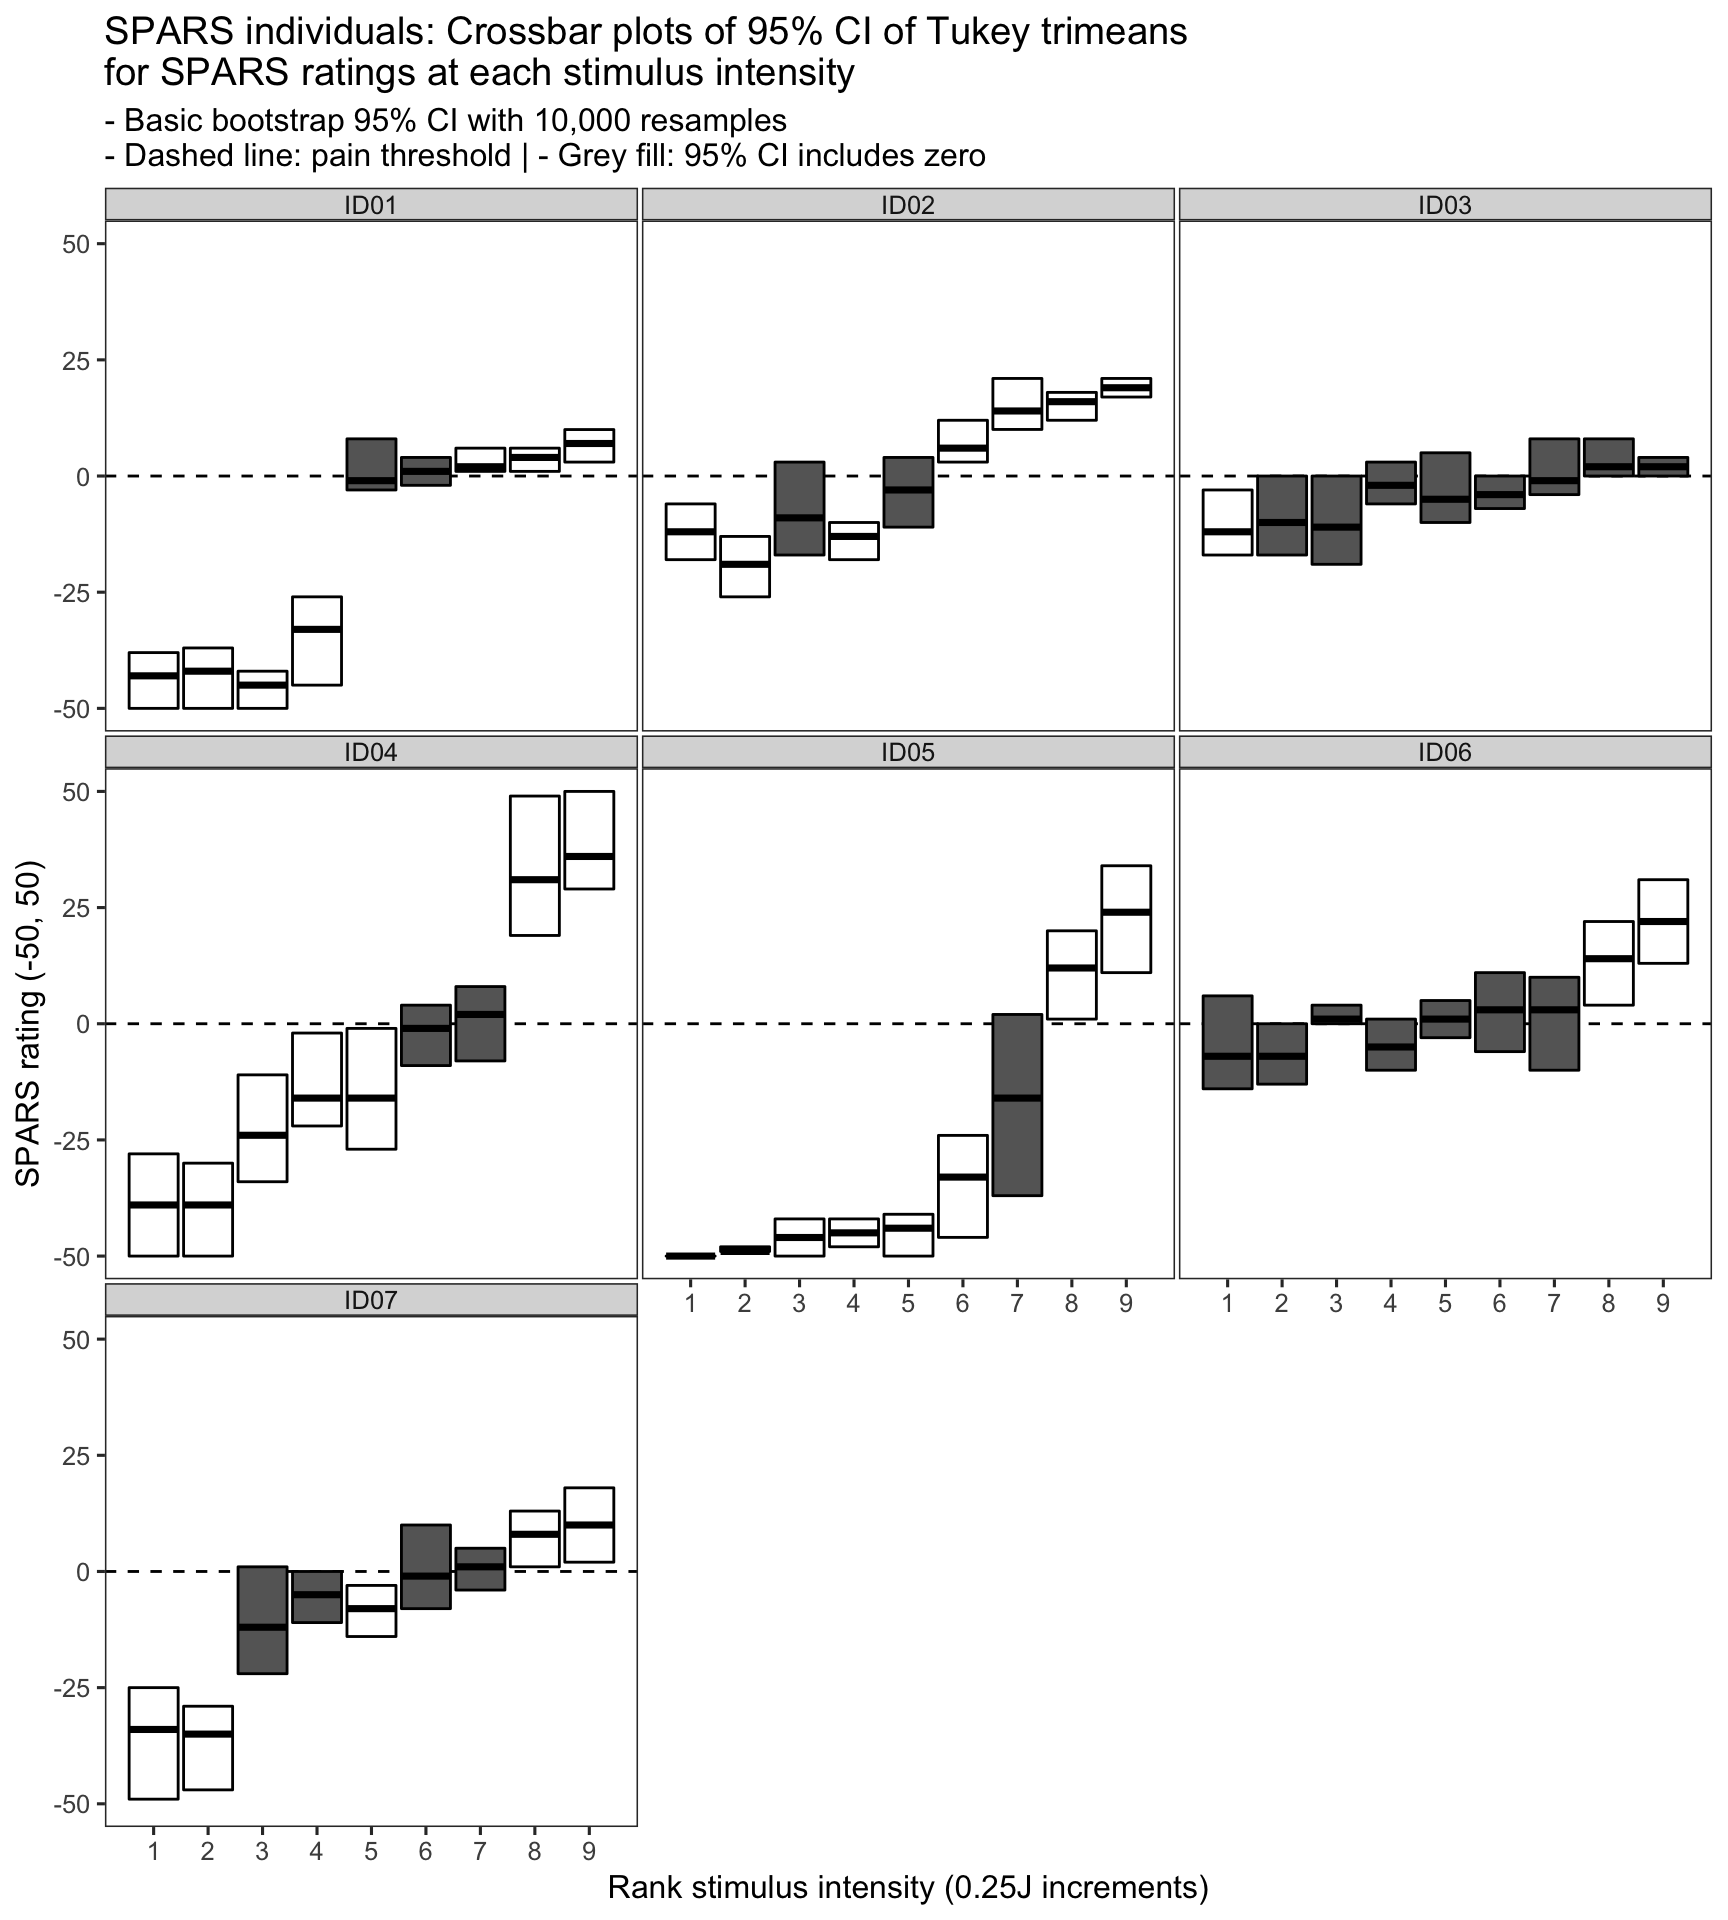 SPARS individuals: Crossbar plots of 95% CI of Tukey trimeans
for SPARS ratings at each stimulus intensity
- Basic bootstrap 95% CI with 10,000 resamples
- Dashed line: pain threshold | - Grey fill: 95% CI includes zero
ID01 ID02 ID03
50
25
0
-25
-50
ID04 ID05 ID06
SPARS rating (-50, 50)
50
25
0
-25
-50
1 2 3 4 5 6 7 8 9 1 2 3 4 5 6 7 8 9
ID07
50
25
0
-25
-50
1 2 3 4 5 6 7 8 9
Rank stimulus intensity (0.25J increments)